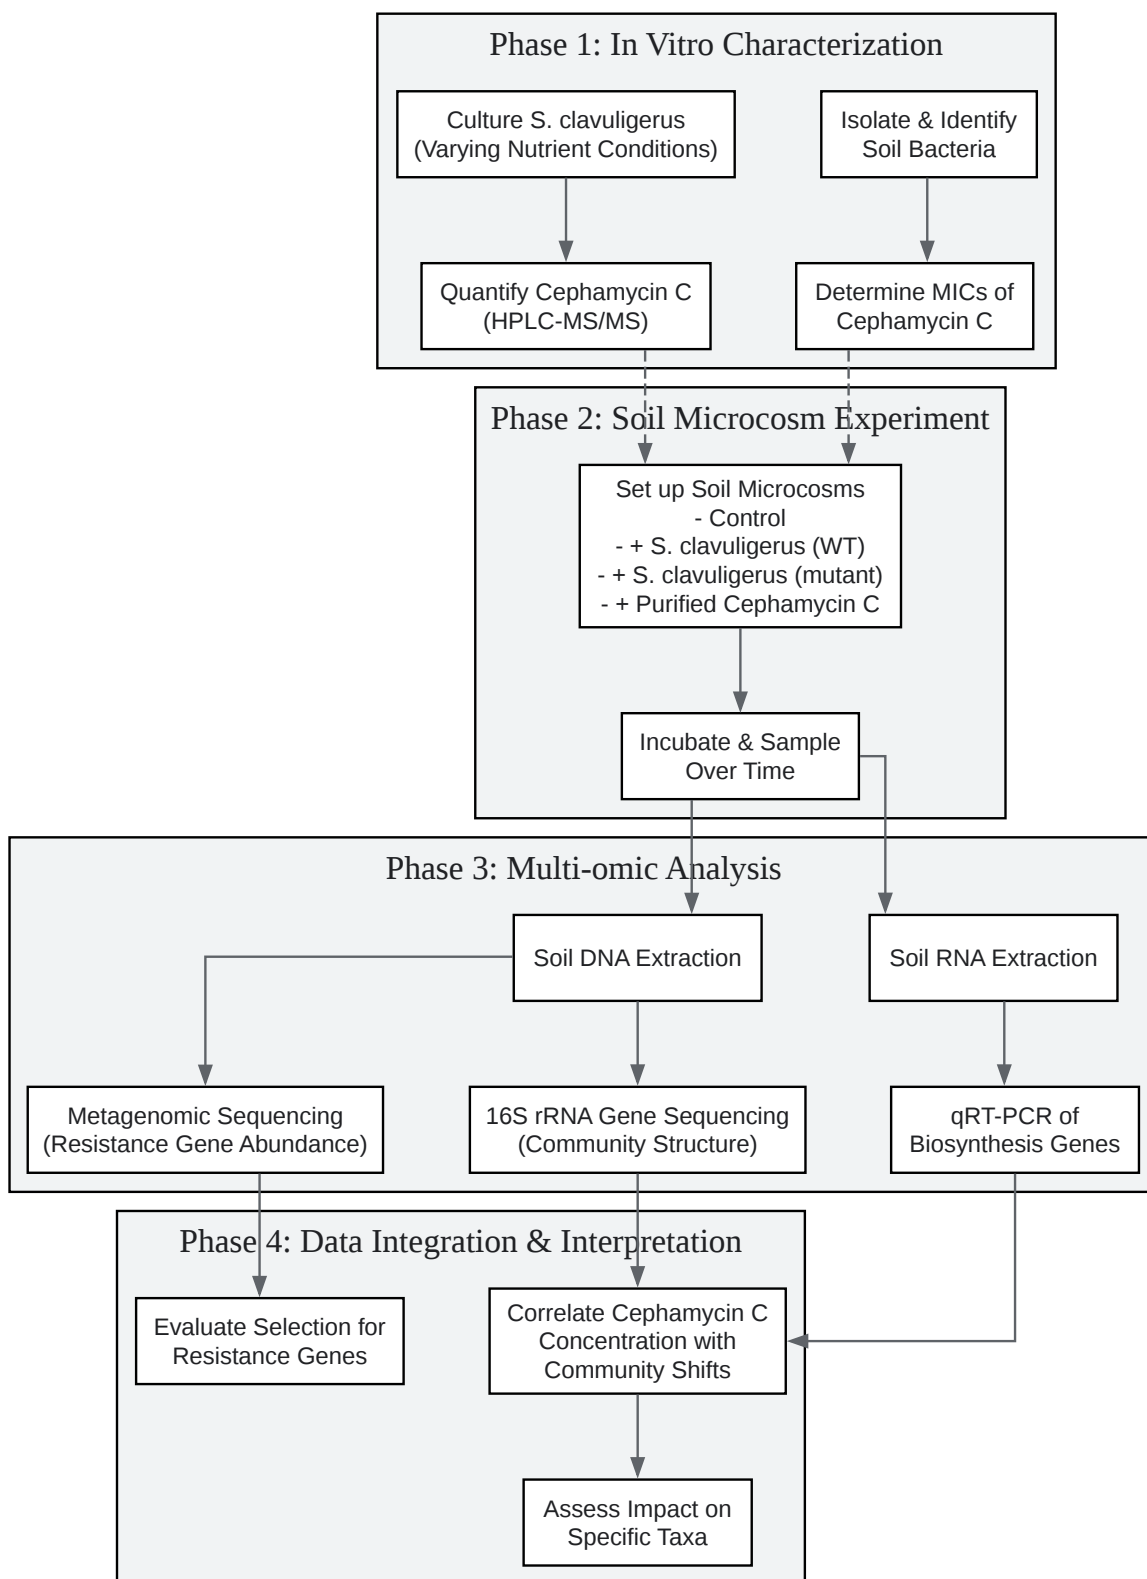 Phase 1: In Vitro Characterization
Culture S. clavuligerus
(Varying Nutrient Conditions)
Isolate & Identify
Soil Bacteria
Quantify Cephamycin C
(HPLC-MS/MS)
Determine MICs of
Cephamycin C
Phase 2: Soil Microcosm Experiment
Set up Soil Microcosms
- Control
- + S. clavuligerus (WT)
- + S. clavuligerus (mutant)
- + Purified Cephamycin C
Incubate & Sample
Over Time
Phase 3: Multi-omic Analysis
Soil DNA Extraction
Soil RNA Extraction
Metagenomic Sequencing
(Resistance Gene Abundance)
16S rRNA Gene Sequencing
(Community Structure)
qRT-PCR of
Biosynthesis Genes
Phase 4: Data Integration & Interpretation
Evaluate Selection for
Resistance Genes
Correlate Cephamycin C
Concentration with
Community Shifts
Assess Impact on
Specific Taxa